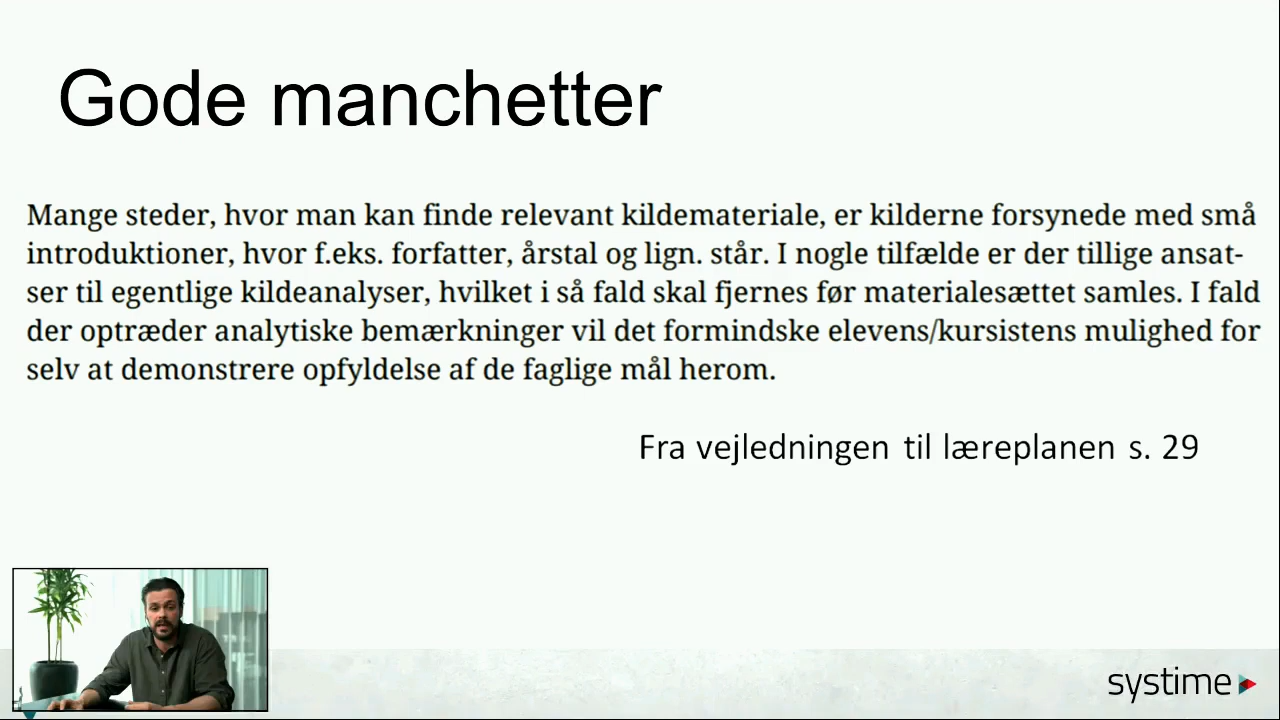 Gode manchetter
Mange steder, hvor man kan finde relevant kildemateriale, er kilderne forsynede med små
introduktioner, hvor f.eks. forfatter, årstal og lign. står. I nogle tilfælde er der tillige ansat-
ser til egentlige kildeanalyser, hvilket i så fald skal fjernes før materialesættet samles. I fald
der optræder analytiske bemærkninger vil det formindske elevens/kursistens mulighed for
selv at demonstrere opfyldelse af de faglige mål herom.
Fra vejledningen til læreplanen s. 29
systime